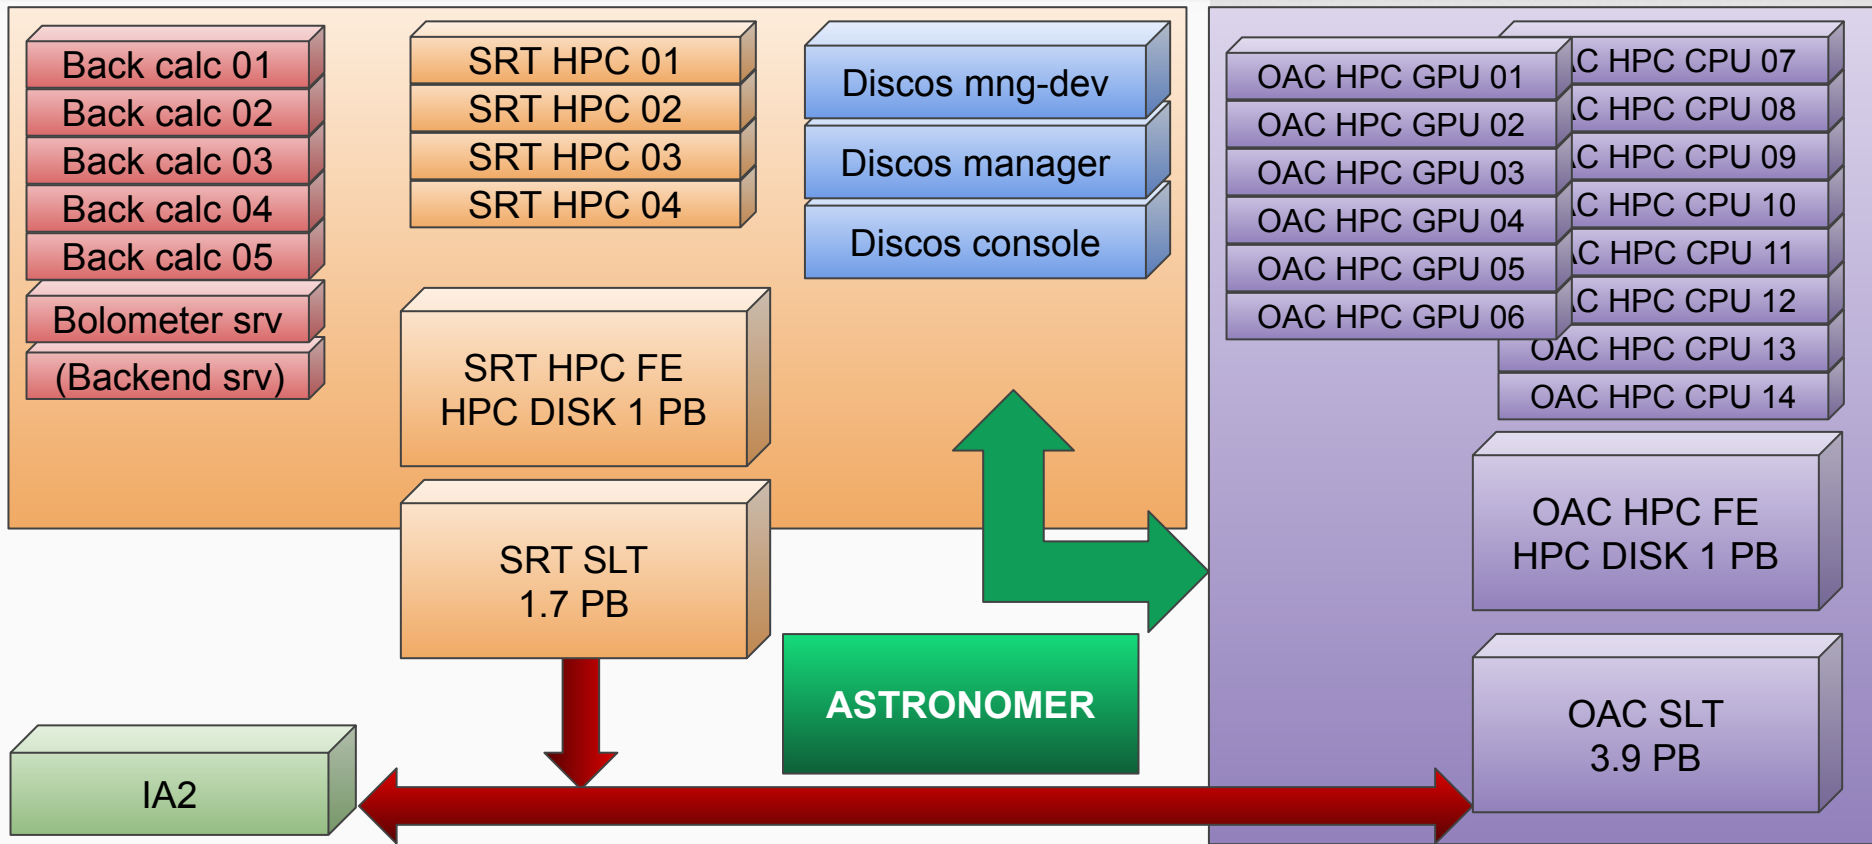 Back calc 01
Back calc 02
Back calc 03
Back calc 04
Back calc 05
Bolometer srv
(Backend srv)
SRT HPC 01
SRT HPC 02
SRT HPC 03
SRT HPC 04
SRT HPC FE
HPC DISK 1 PB
SRT SLT
1.7 PB
Discos mng-dev
Discos manager
Discos console
ASTRONOMER
IA2
OAC HPC GPU 01
OAC HPC GPU 02
OAC HPC GPU 03
OAC HPC GPU 04
OAC HPC GPU 05
OAC HPC GPU 06
HPC CPU 07
HPC CPU 08
HPC CPU 09
HPC CPU 10
HPC CPU 11
HPC CPU 12
OAC HPC CPU 13
OAC HPC CPU 14
OAC HPC FE
HPC DISK 1 PB
OAC SLT
3.9 PB